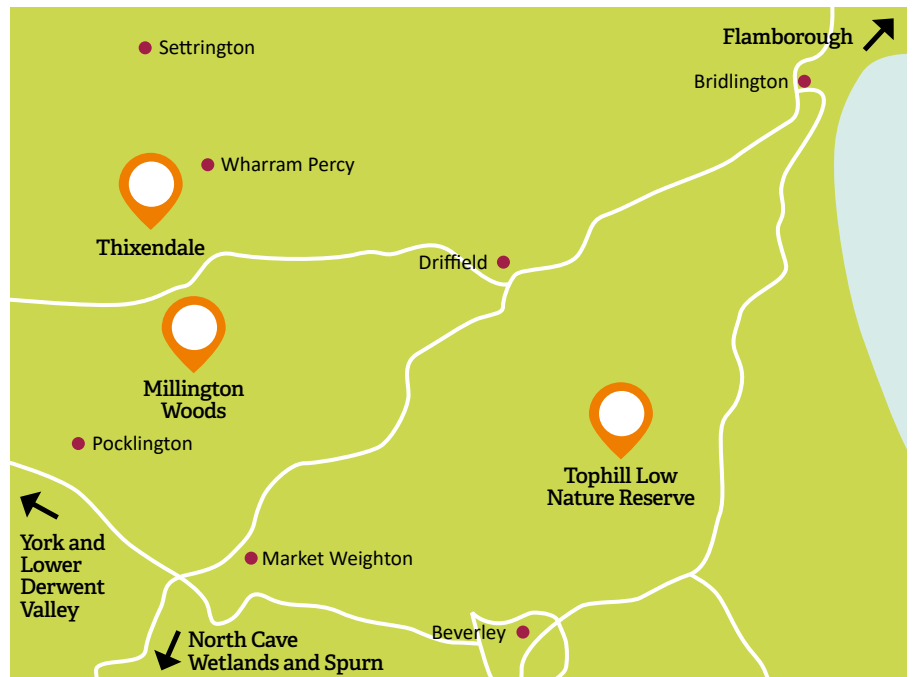 Flamborough
Settrington
Bridlington
Wharram Percy
Thixendale
Driffield
Millington
Woods
Pocklington
Tophill Low
Nature Reserve
York and
Lower
Derwent
Valley
Market Weighton
Beverley
North Cave
Wetlands and Spurn